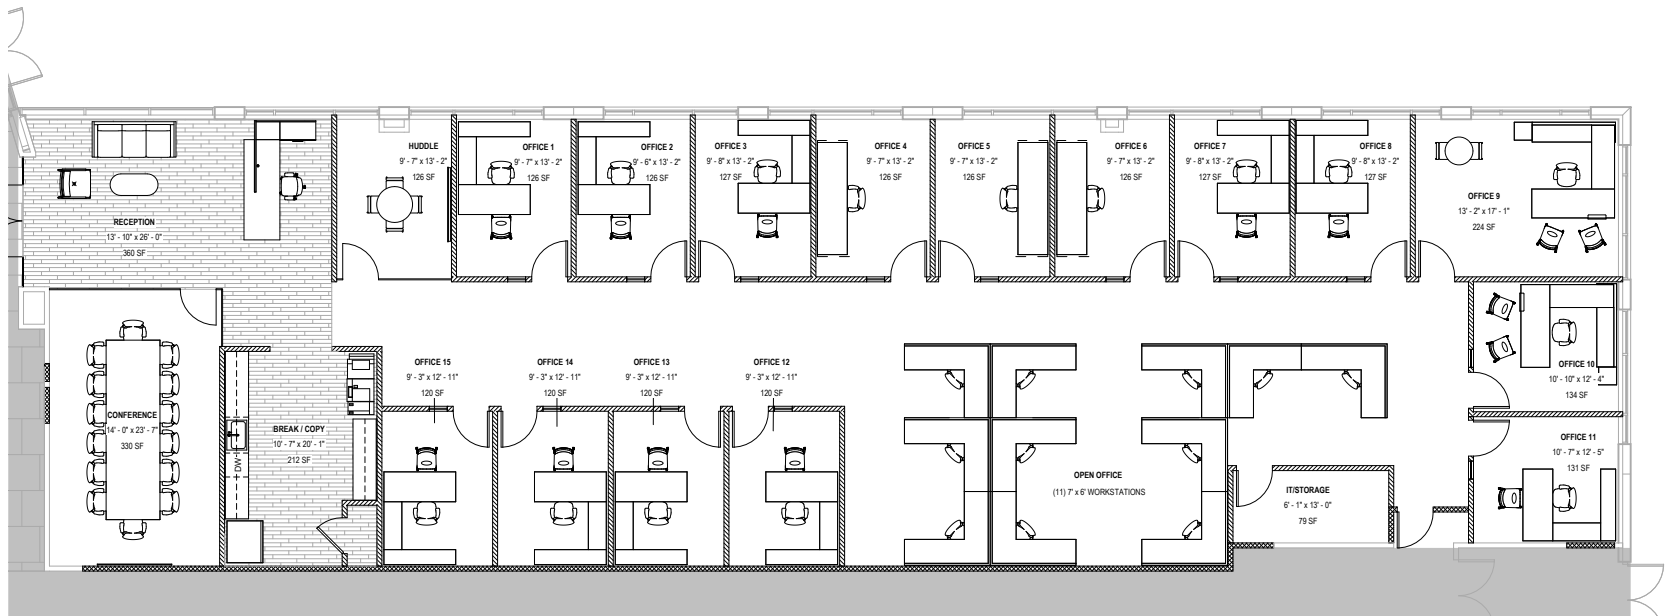 HUDDLE
9' - 7" x 13' - 2"
126 SF
OFFICE 1
9' - 7" x 13' - 2"
126 SF
OFFICE 2
9' - 6" x 13' - 2"
126 SF
OFFICE 3
9' - 8" x 13' - 2"
127 SF
OFFICE 4
9' - 7" x 13' - 2"
126 SF
OFFICE 5
9' - 7" x 13' - 2"
126 SF
OFFICE 6
9' - 7" x 13' - 2"
126 SF
OFFICE 7
9' - 8" x 13' - 2"
127 SF
OFFICE 8
9' - 8" x 13' - 2"
127 SF
OFFICE 9
13' - 2" x 17' - 1"
224 SF
RECEPTION
13' - 10" x 26' - 0"
360 SF
OFFICE 15
9' - 3" x 12' - 11"
120 SF
OFFICE 14
9' - 3" x 12' - 11"
120 SF
OFFICE 13
9' - 3" x 12' - 11"
120 SF
OFFICE 12
9' - 3" x 12' - 11"
120 SF
OFFICE 10
10' - 10" x 12' - 4"
134 SF
CONFERENCE
14' - 0" x 23' - 7"
330 SF
BREAK / COPY
10' - 7" x 20' - 1"
212 SF
DW
OPEN OFFICE
(11) 7' x 6' WORKSTATIONS
IT/STORAGE
6' - 1" x 13' - 0"
79 SF
OFFICE 11
10' - 7" x 12' - 5"
131 SF